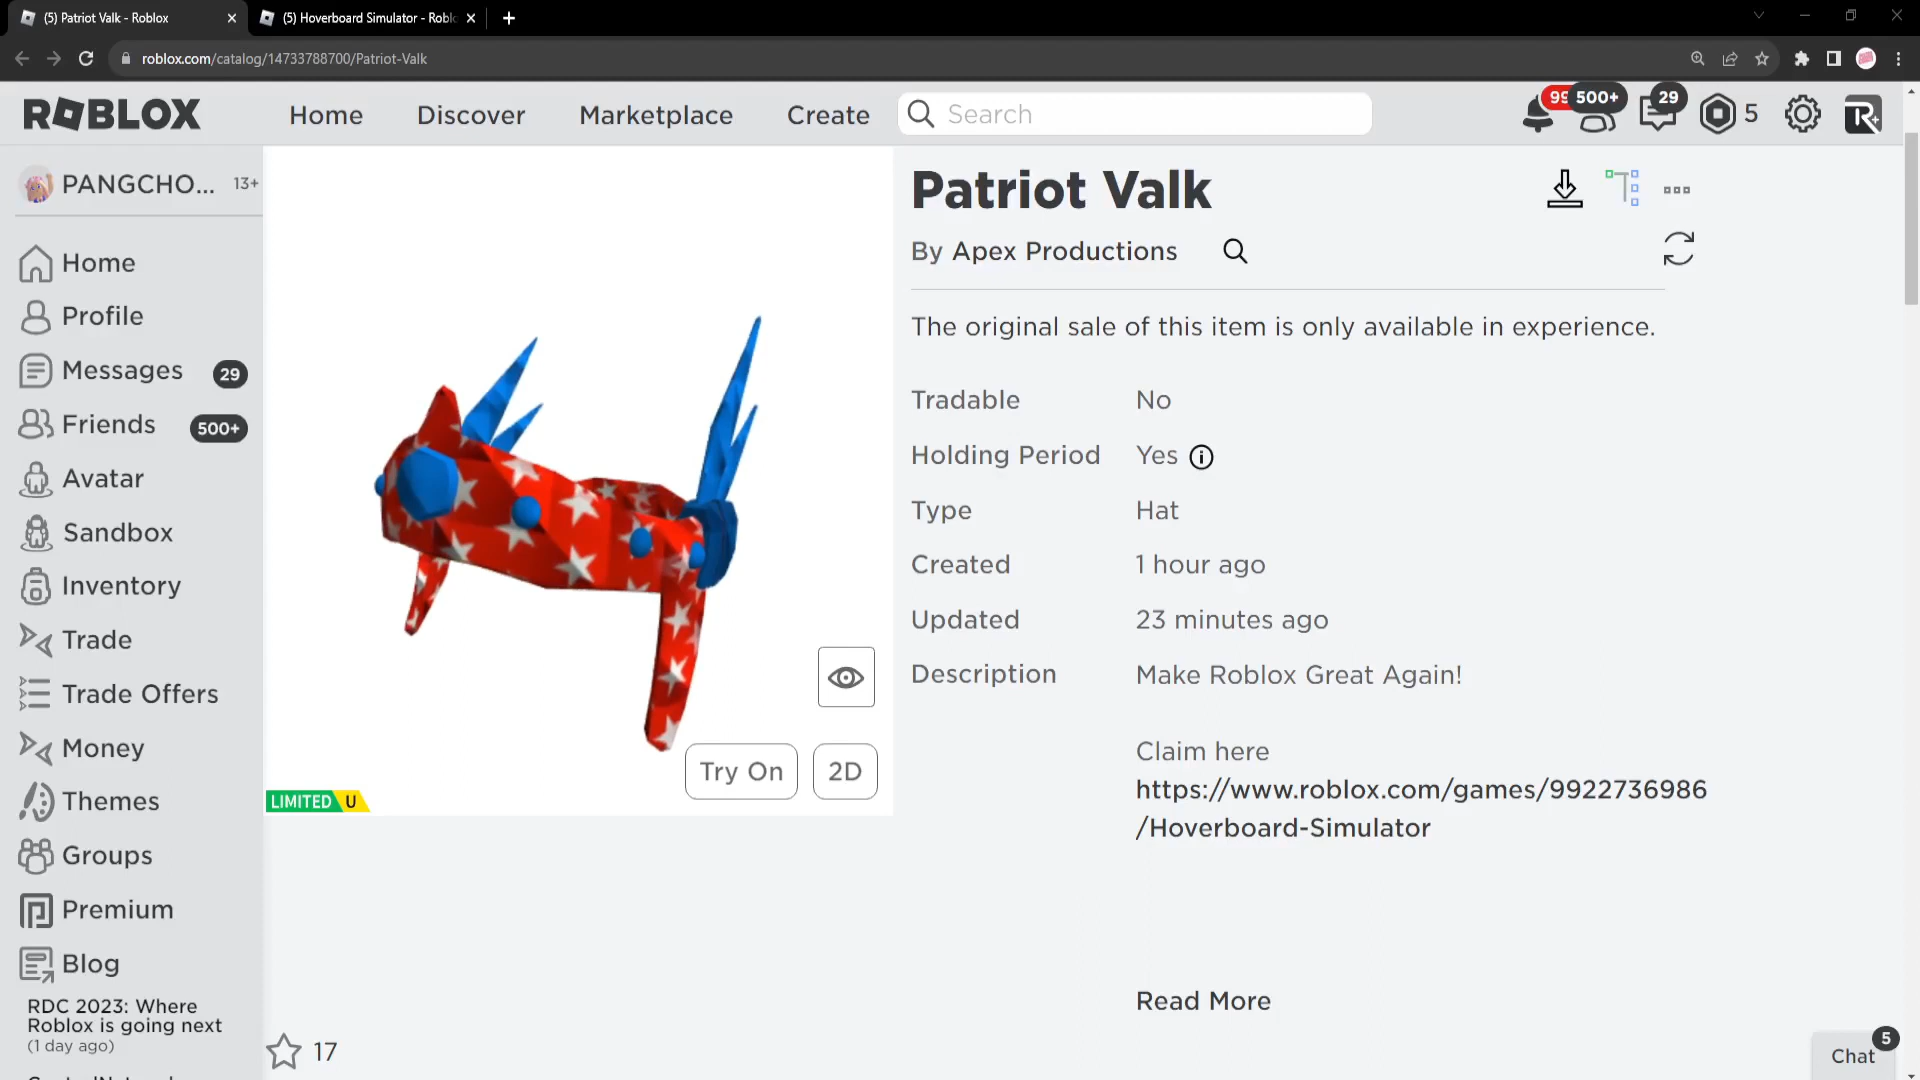 (5) Patriot Valk - Roblox
(5) Hoverboard Simulator - Robl
roblox.com/catalog/14733788700/Patriot-Valk
ROBLOX
Home
Discover
Marketplace
Create
Search
99
500+
29
5
PANGCHO... 13+
Home
Profile
Messages 29
Friends 500+
Avatar
Sandbox
Inventory
Trade
Trade Offers
Money
Themes
Groups
Premium
Blog
RDC 2023: Where
Roblox is going next
(1 day ago)
Try On
2D
LIMITED U
17
Patriot Valk
By Apex Productions
The original sale of this item is only available in experience.
Tradable No
Holding Period Yes
Type Hat
Created 1 hour ago
Updated 23 minutes ago
Description Make Roblox Great Again!
Claim here
https://www.roblox.com/games/9922736986
/Hoverboard-Simulator
Read More
Chat 5